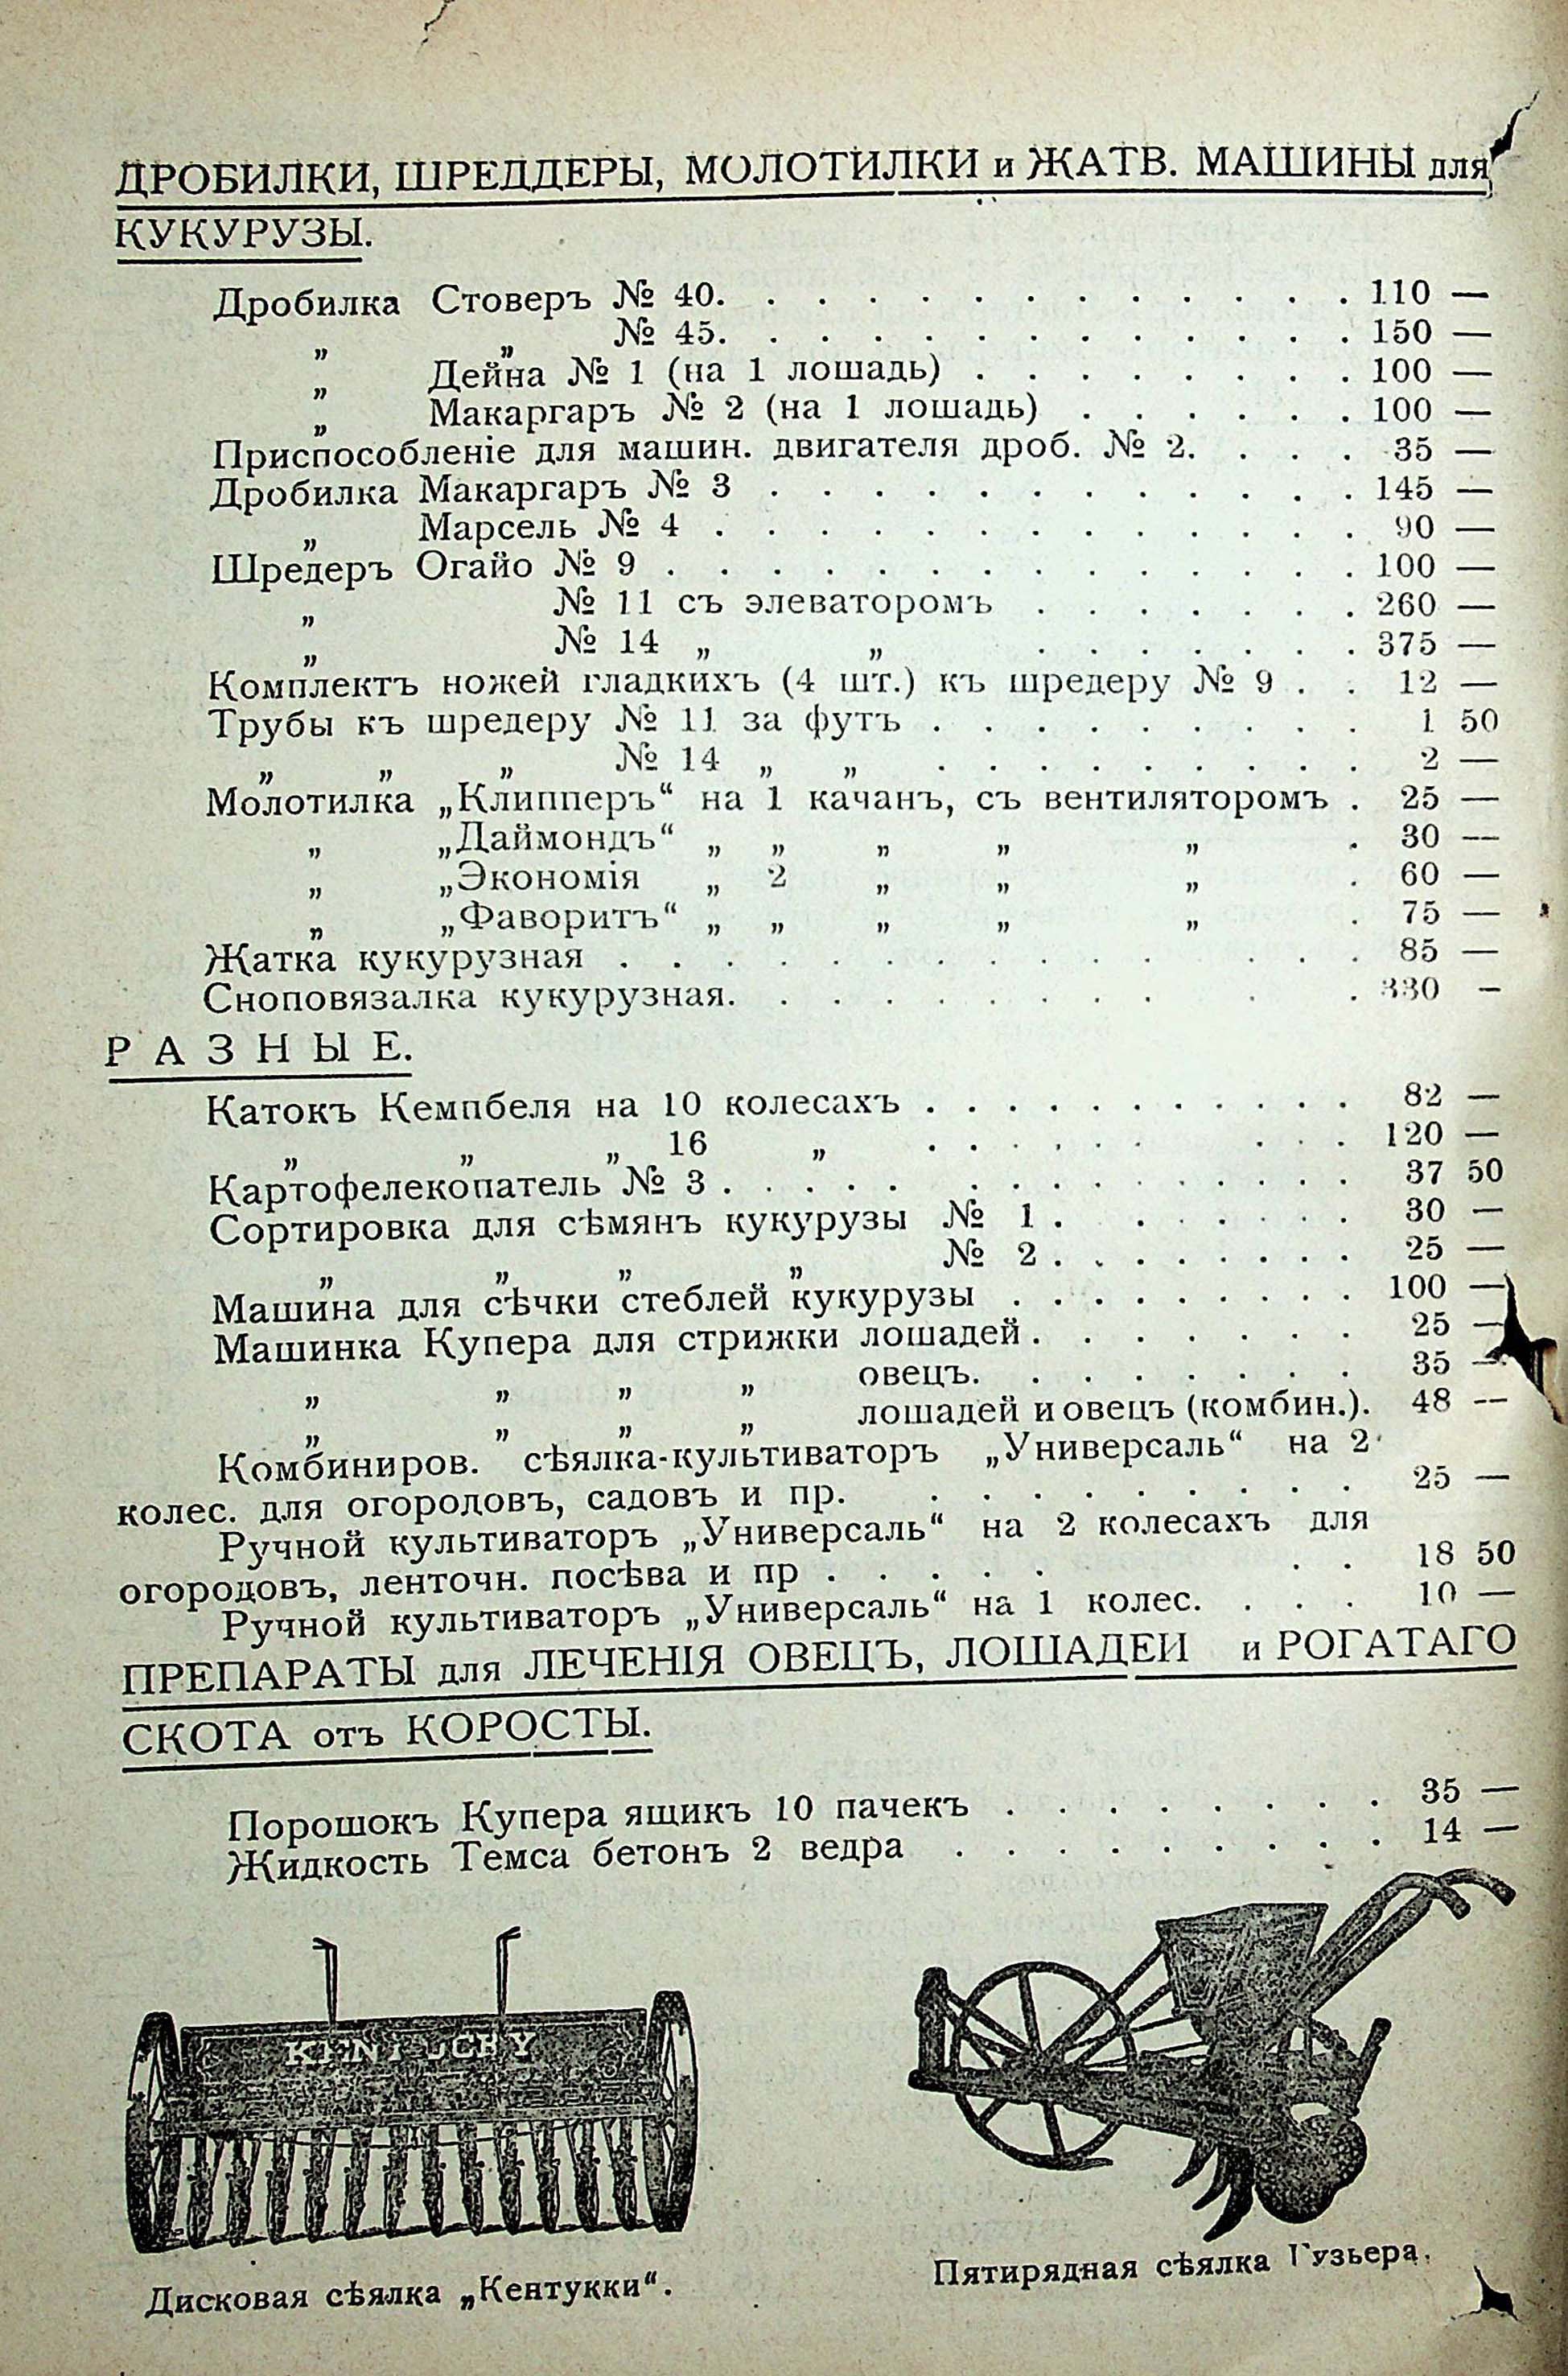 ДРОБИЛКИ, ШРЕДДЕРЫ, МОЛОТИЛКИ и ЖАТВ. МАШИНЫ для
КУКУРУЗЫ.
Дробилка Стоверъ № 40. . . . . . . . . . . . . 110 —
„ „ № 45. . . . . . . . . . . . . 150 —
„ Дейна № 1 (на 1 лошадь) . . . . . . . . 100 —
„ Макаргаръ № 2 (на 1 лошадь) . . . . . . 100 —
Приспособленіе для машин. двигателя дроб. № 2. . . . 35 —
Дробилка Макаргаръ № 3 . . . . . . . . . . . . 145 —
„ Марсель № 4 . . . . . . . . . . . . . 90 —
Шредеръ Огайо № 9 . . . . . . . . . . . . . . 100 —
„ № 11 съ элеваторомъ . . . . . . . 260 —
„ № 14 „ „ . . . . . . . 375 —
Комплектъ ножей гладкихъ (4 шт.) къ шредеру № 9 . . 12 —
Трубы къ шредеру № 11 за футъ . . . . . . . . . 1 50
„ „ „ № 14 „ „ . . . . . . . . . 2 —
Молотилка „Клипперъ“ на 1 качанъ, съ вентиляторомъ . 25 —
„ „Даймондъ“ „ „ „ „ „ . 30 —
„ „Экономія „ 2 „ „ „ . 60 —
„ „Фаворитъ“ „ „ „ „ „ . 75 —
Жатка кукурузная . . . . . . . . . . . . . . 85 —
Сноповязалка кукурузная. . . . . . . . . . . 330 —
РАЗНЫЕ.
Катокъ Кемпбеля на 10 колесахъ . . . . . . . . . . . 82 —
„ „ „ 16 „ . . . . . . . . 120 —
Картофелекопатель № 3 . . . . . . . . . . . . . 37 50
Сортировка для сѣмянъ кукурузы № 1 . . . . . . . 30 —
„ „ „ „ № 2 . . . . . . . . 25 —
Машина для сѣчки стеблей кукурузы . . . . . . . . . 100 —
Машинка Купера для стрижки лошадей . . . . . . . 25 —
„ „ „ „ овецъ. . . . . . . . 35 —
„ „ „ „ лошадей и овецъ (комбин.). 48 —
Комбиниров. сѣялка-культиваторъ „Универсаль“ на 2
колес. для огородовъ, садовъ и пр. . . . . . . . . . 25 —
Ручной культиваторъ „Универсаль“ на 2 колесахъ для
огородовъ, ленточн. посѣва и пр . . . . . . . 18 50
Ручной культиваторъ „Универсаль“ на 1 колес. . . . 10 —
ПРЕПАРАТЫ для ЛЕЧЕНІЯ ОВЕЦЪ, ЛОШАДЕИ и РОГАТАГО
СКОТА отъ КОРОСТЫ.
Порошокъ Купера ящикъ 10 пачекъ . . . . . . . . 35 —
Жидкость Темса бетонъ 2 ведра . . . . . . . . . 14 —
KENTUCKY
Дисковая сѣялка „Кентукки“.
Пятирядная сѣялка Гузьера.